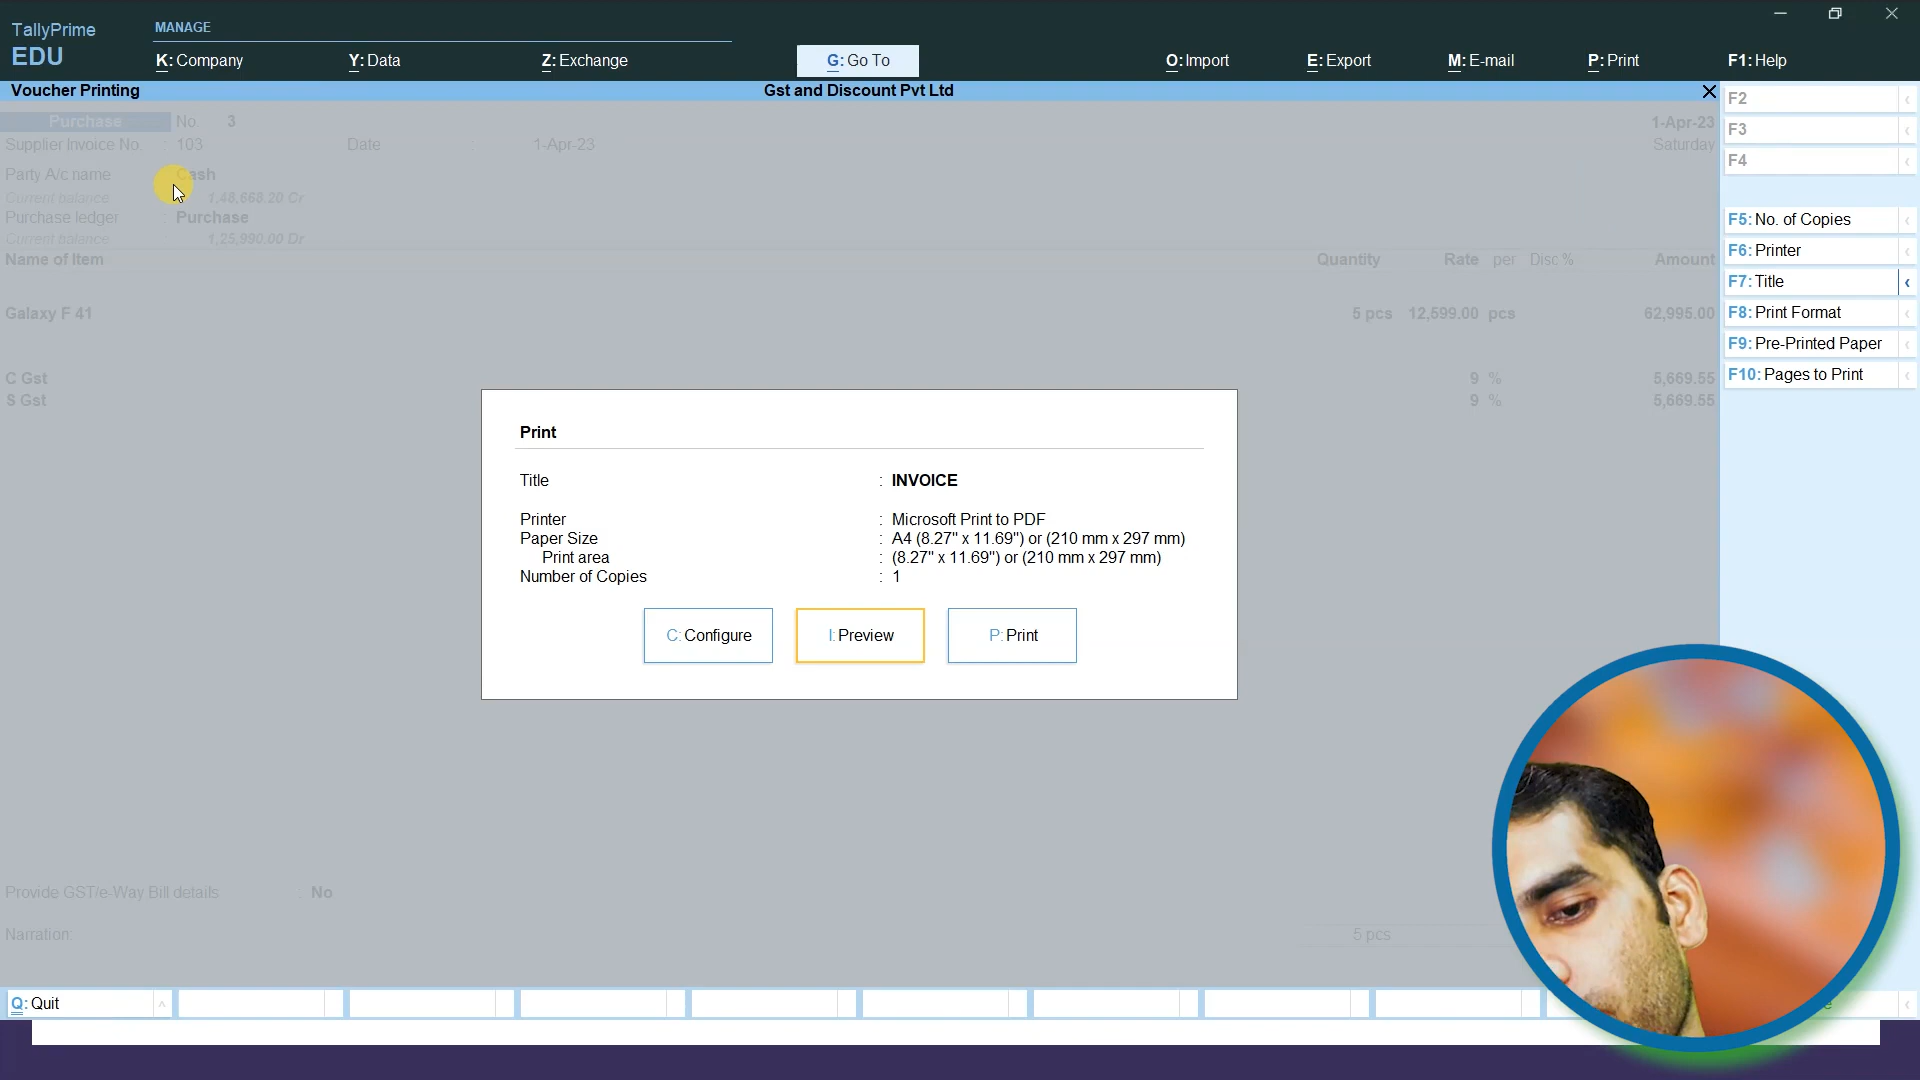 TallyPrime
EDU
MANAGE
K: Company
Y: Data
Z: Exchange
G: Go To
O: Import
E: Export
M: E-mail
P: Print
F1: Help
Voucher Printing
Gst and Discount Pvt Ltd
Purchase No. 3
1-Apr-23
Supplier Invoice No. : 103 Date : 1-Apr-23
Saturday
Party A/c name : Cash
Current balance : 1,48,668.20 Cr
Purchase ledger : Purchase
Current balance : 1,25,990.00 Dr
Name of Item Quantity Rate per Disc % Amount
Galaxy F 41 5 pcs 12,599.00 pcs 62,995.00
C Gst 9 % 5,669.55
S Gst 9 % 5,669.55
Print
Title : INVOICE
Printer : Microsoft Print to PDF
Paper Size : A4 (8.27" x 11.69") or (210 mm x 297 mm)
Print area : (8.27" x 11.69") or (210 mm x 297 mm)
Number of Copies : 1
C: Configure
I: Preview
P: Print
Provide GST/e-Way Bill details : No
Narration:
5 pcs
Q: Quit
F2
F3
F4
F5: No. of Copies
F6: Printer
F7: Title
F8: Print Format
F9: Pre-Printed Paper
F10: Pages to Print